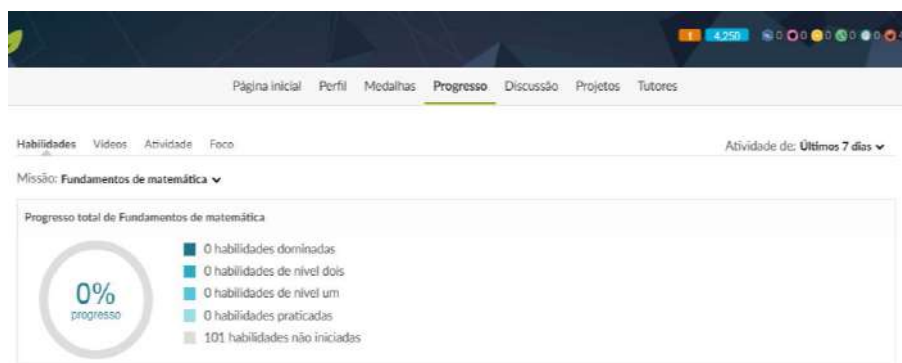 1 4.250 0 0 0 0 0
Página inicial Perfil Medalhas Progresso Discussão Projetos Tutores
Habilidades Vídeos Atividade Foco Atividade de: Últimos 7 dias
Missão: Fundamentos de matemática
Progresso total de Fundamentos de matemática
0 habilidades dominadas
0 habilidades de nível dois
0% 0 habilidades de nível um
progresso 0 habilidades praticadas
101 habilidades não iniciadas